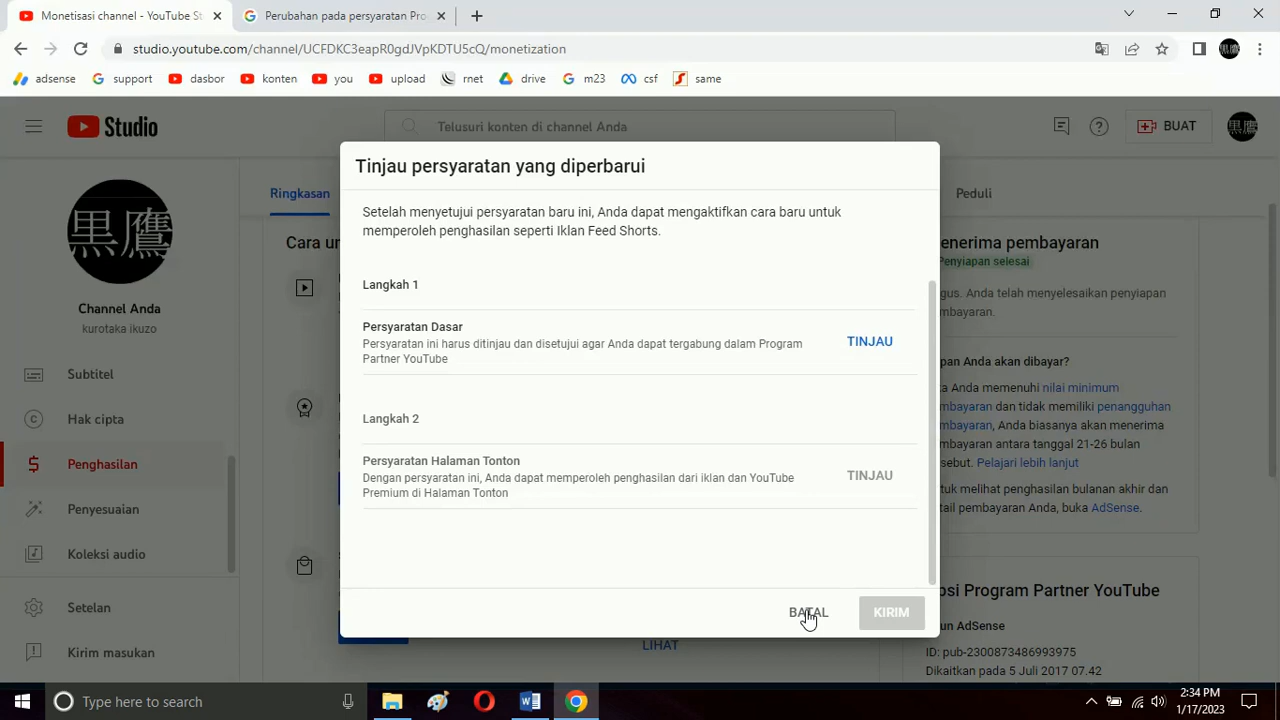 Monetisasi channel - YouTube St
Perubahan pada persyaratan Pro
studio.youtube.com/channel/UCFDKC3eapR0gdJVpKDTU5cQ/monetization
adsense support dasbor konten you upload rnet drive m23 csf same
Studio
Telusuri konten di channel Anda
BUAT
黒鷹
Channel Anda
kurotaka ikuzo
Subtitel
Hak cipta
Penghasilan
Penyesuaian
Koleksi audio
Setelan
Kirim masukan
Ringkasan
Peduli
Cara un
Tinjau persyaratan yang diperbarui
Setelah menyetujui persyaratan baru ini, Anda dapat mengaktifkan cara baru untuk
memperoleh penghasilan seperti Iklan Feed Shorts.
Langkah 1
Persyaratan Dasar
Persyaratan ini harus ditinjau dan disetujui agar Anda dapat tergabung dalam Program
Partner YouTube
TINJAU
Langkah 2
Persyaratan Halaman Tonton
Dengan persyaratan ini, Anda dapat memperoleh penghasilan dari iklan dan YouTube
Premium di Halaman Tonton
TINJAU
BATAL
KIRIM
LIHAT
enerima pembayaran
Penyiapan selesai
gus. Anda telah menyelesaikan penyiapan
mbayaran.
pan Anda akan dibayar?
ka Anda memenuhi nilai minimum
mbayaran dan tidak memiliki penangguhan
mbayaran, Anda biasanya akan menerima
mbayaran antara tanggal 21-26 bulan
sebut. Pelajari lebih lanjut
ntuk melihat penghasilan bulanan akhir dan
tail pembayaran Anda, buka AdSense.
psi Program Partner YouTube
un AdSense
ID: pub-2300873486993975
Dikaitkan pada 5 Juli 2017 07.42
Type here to search
2:34 PM
1/17/2023